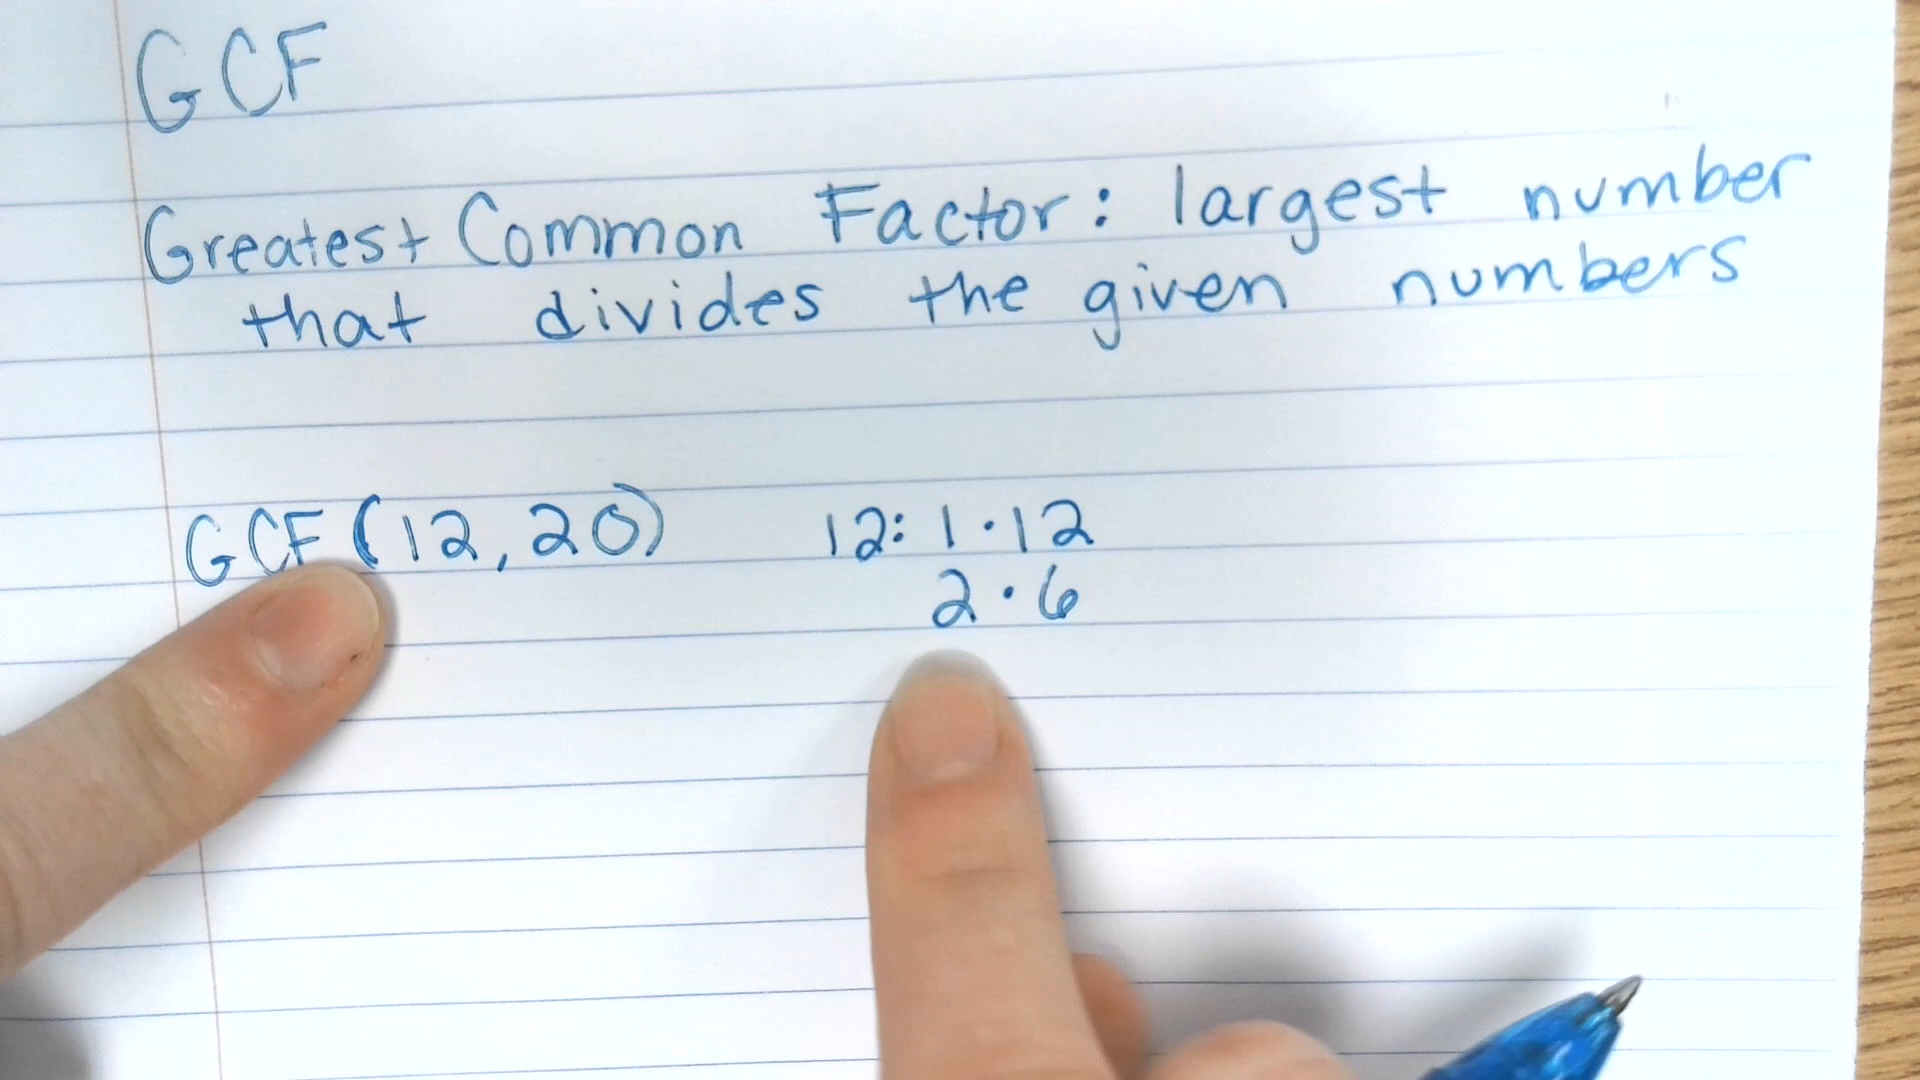 GCF
Greatest Common Factor: largest number
that divides the given numbers
GCF (12, 20) 12: 1 · 12
2 · 6